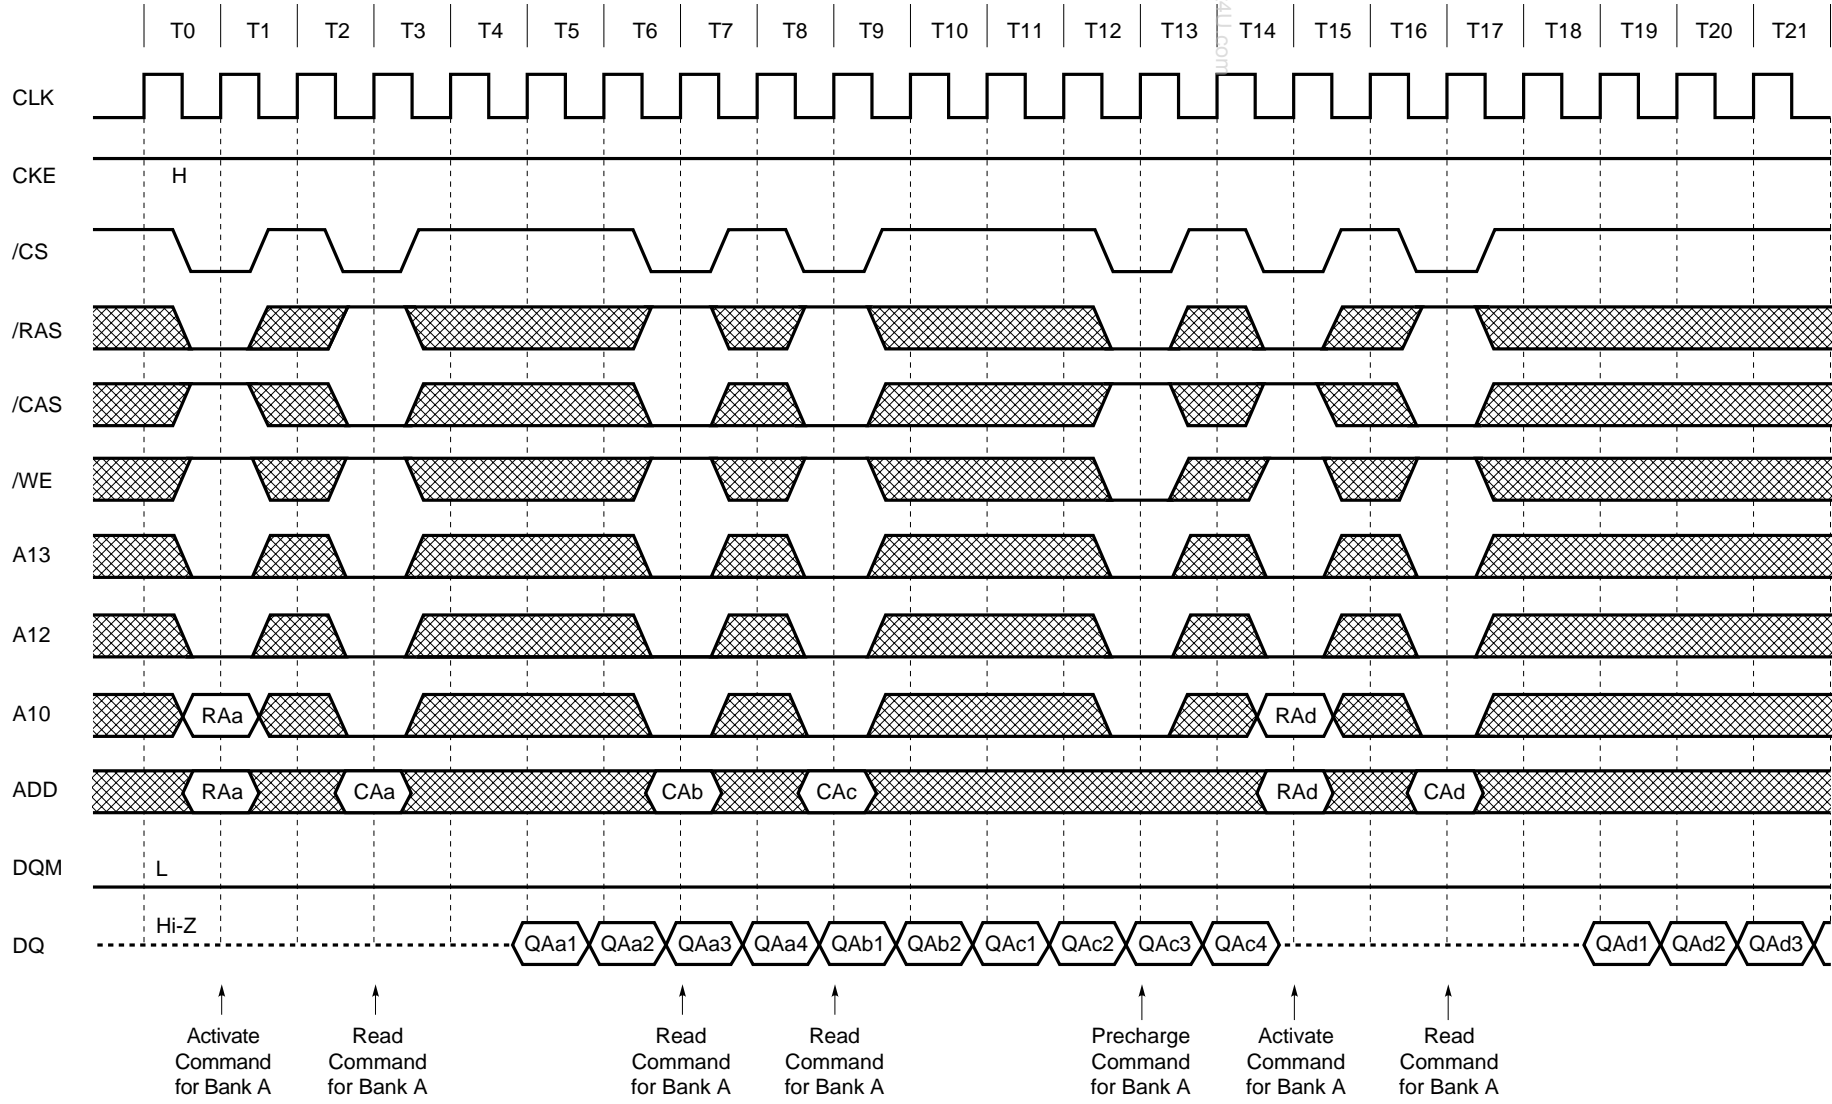 T0 T1 T2 T3 T4 T5 T6 T7 T8 T9 T10 T11 T12 T13 T14 T15 T16 T17 T18 T19 T20 T21
4U.com
CLK
CKE H
/CS
/RAS
/CAS
/WE
A13
A12
A10 RAa RAd
ADD RAa CAa CAb CAc RAd CAd
DQM L
Hi-Z
DQ QAa1 QAa2 QAa3 QAa4 QAb1 QAb2 QAc1 QAc2 QAc3 QAc4 QAd1 QAd2 QAd3
Activate
Command
for Bank A
Read
Command
for Bank A
Read
Command
for Bank A
Read
Command
for Bank A
Precharge
Command
for Bank A
Activate
Command
for Bank A
Read
Command
for Bank A